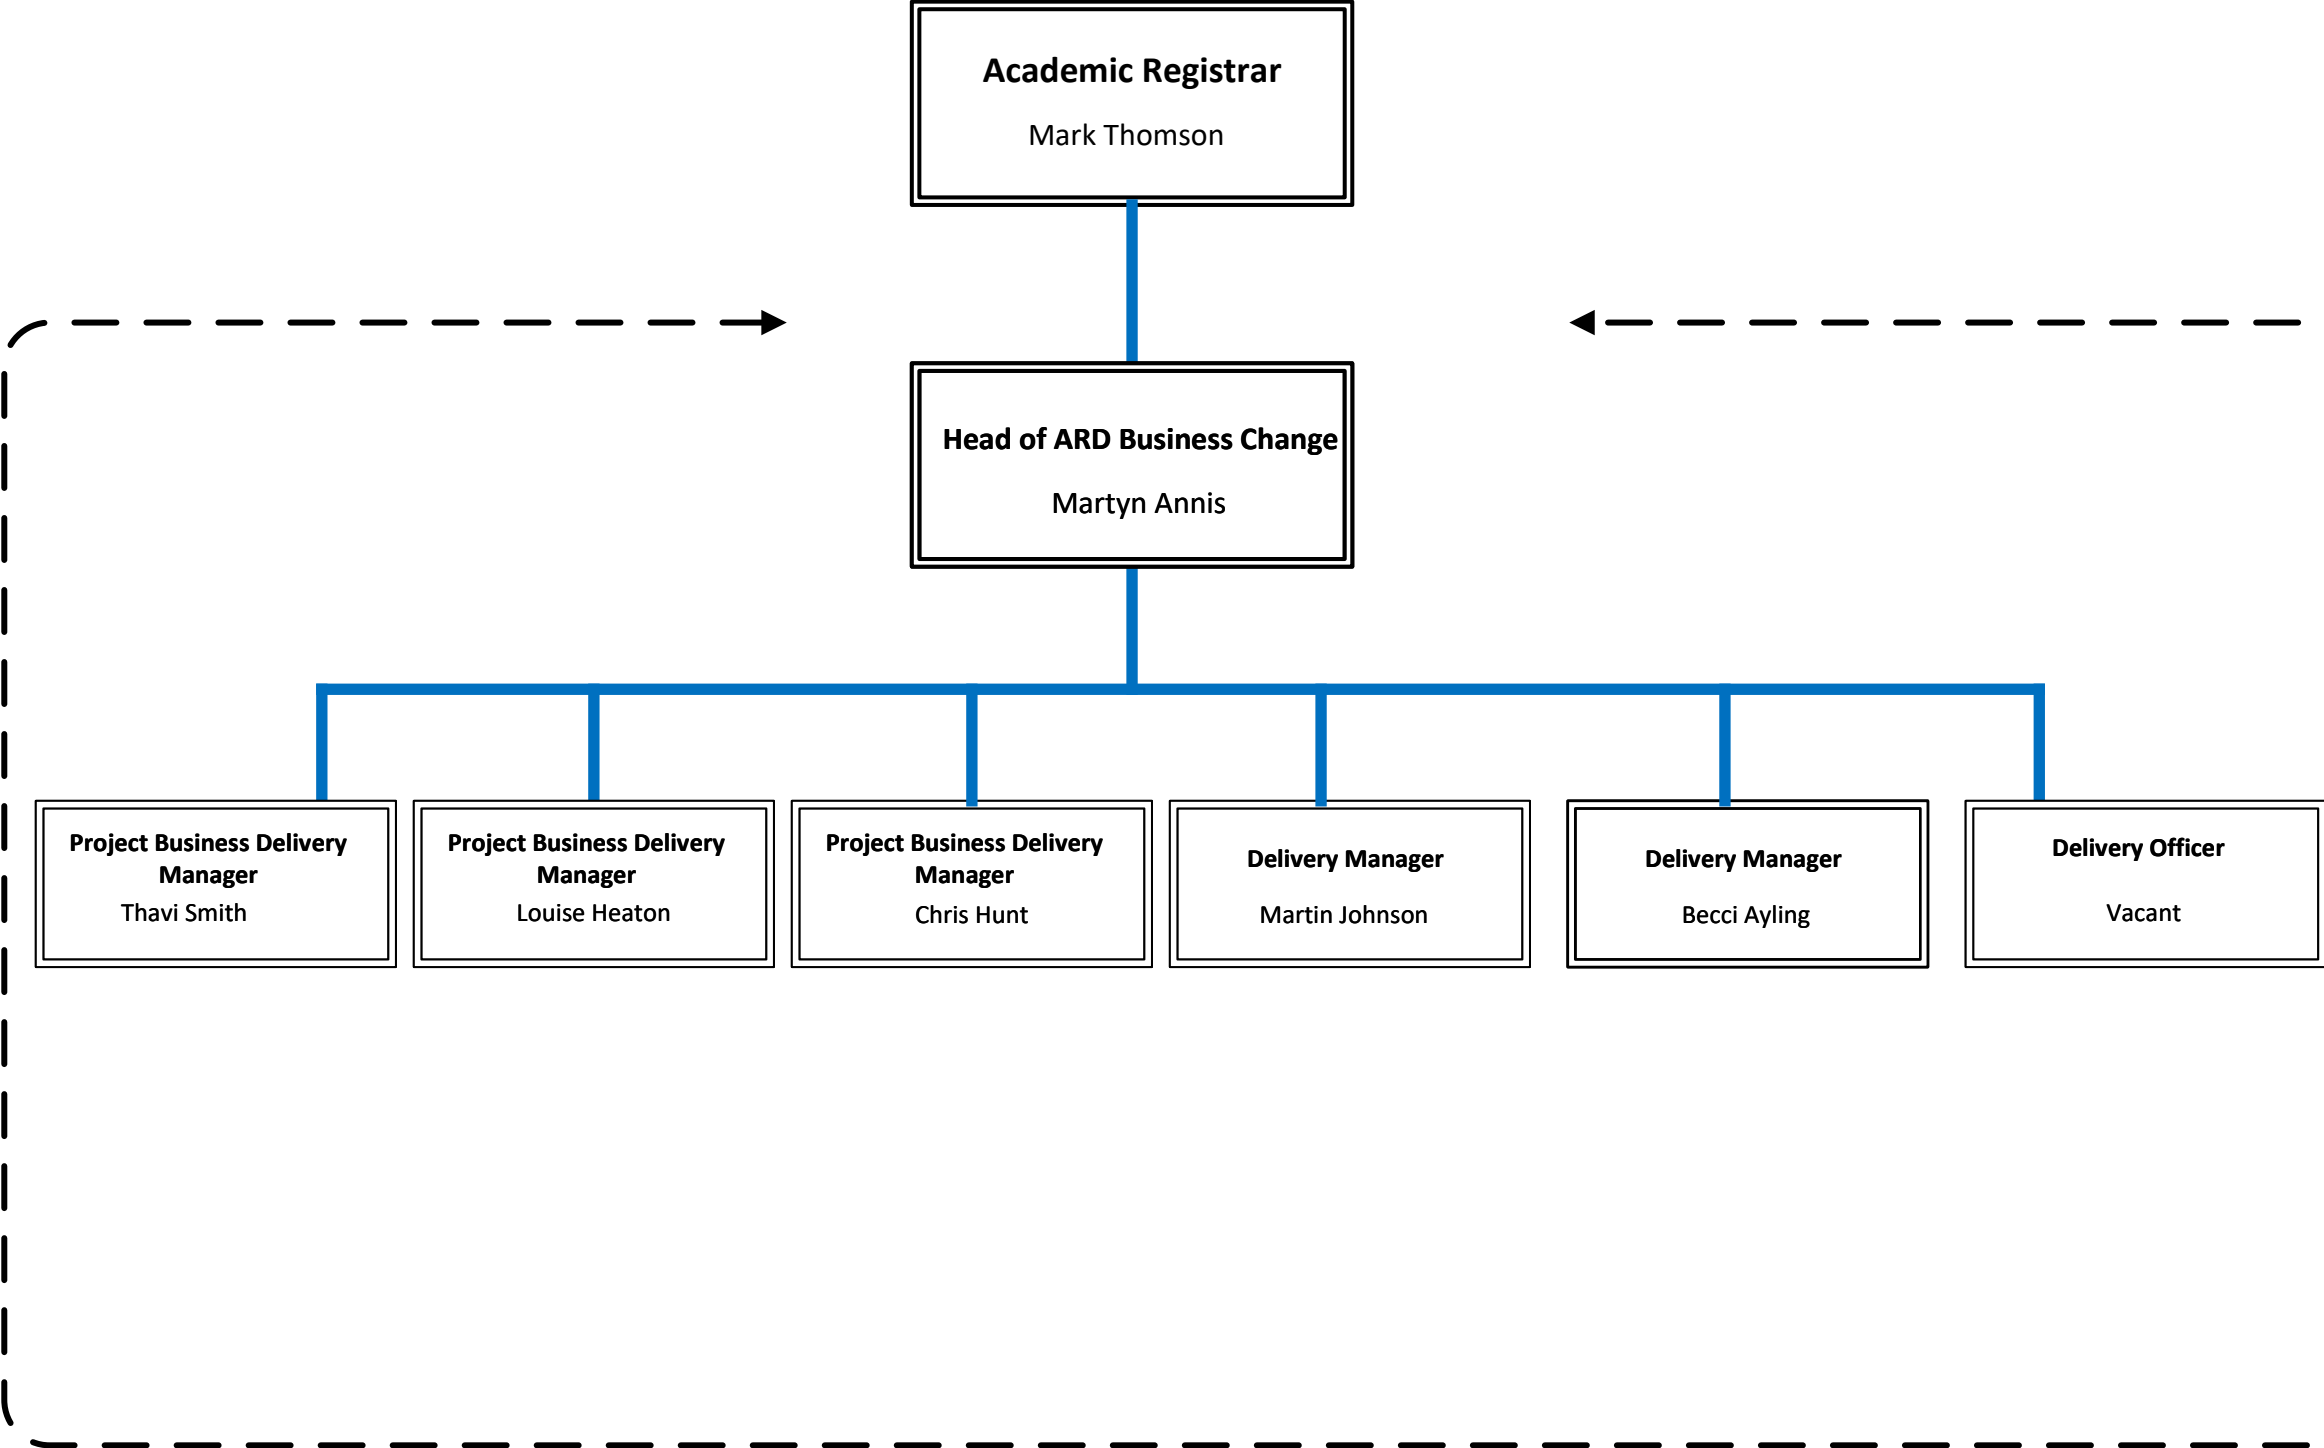 Academic Registrar
Mark Thomson
Head of ARD Business Change
Martyn Annis
Project Business Delivery
Manager
Thavi Smith
Project Business Delivery
Manager
Louise Heaton
Project Business Delivery
Manager
Chris Hunt
Delivery Manager
Martin Johnson
Delivery Manager
Becci Ayling
Delivery Officer
Vacant